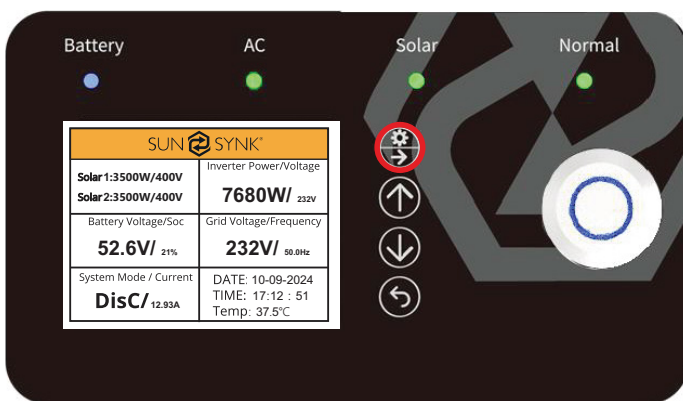 Battery AC Solar Normal
SUN SYNK®
Solar1:3500W/400V
Solar2:3500W/400V
Inverter Power/Voltage
7680W/ 232V
Battery Voltage/Soc
52.6V/ 21%
Grid Voltage/Frequency
232V/ 50.0Hz
System Mode / Current
DisC/ 12.93A
DATE: 10-09-2024
TIME: 17:12 : 51
Temp: 37.5℃